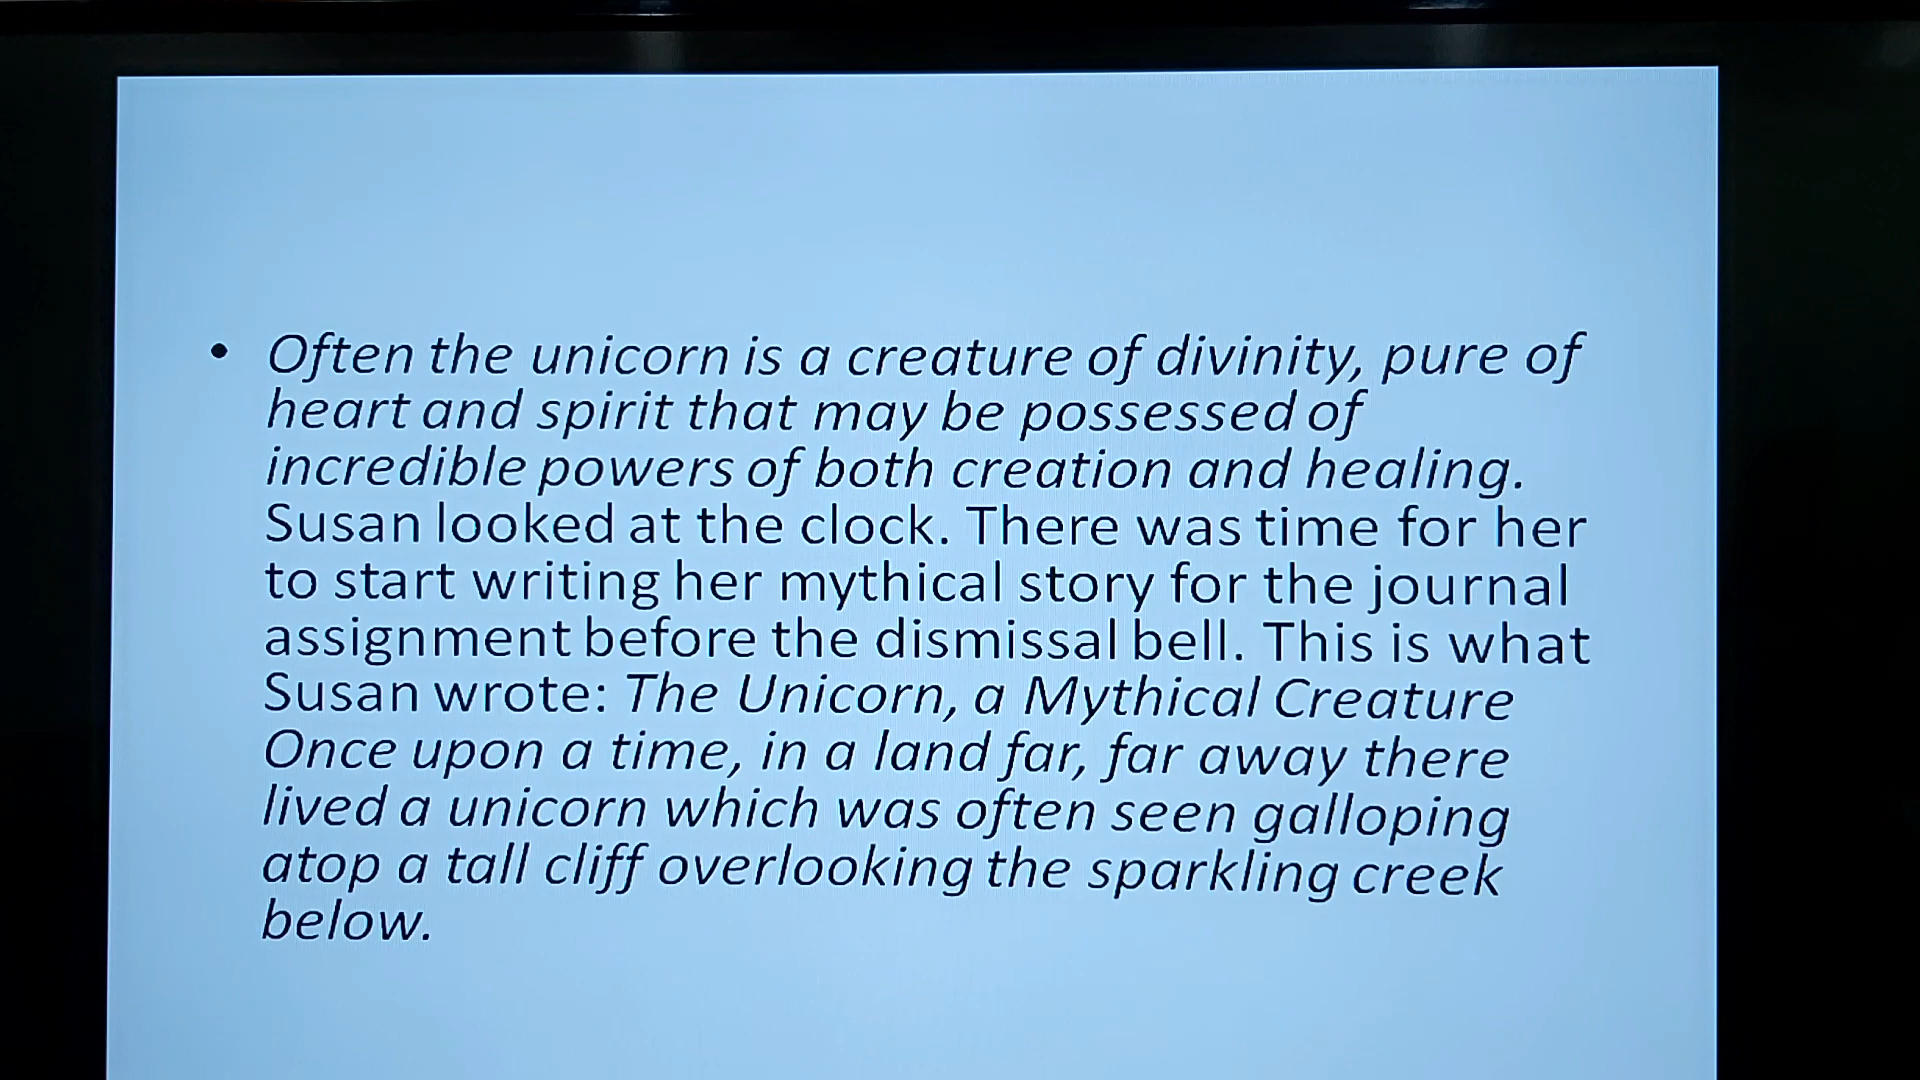 • Often the unicorn is a creature of divinity, pure of
heart and spirit that may be possessed of
incredible powers of both creation and healing.
Susan looked at the clock. There was time for her
to start writing her mythical story for the journal
assignment before the dismissal bell. This is what
Susan wrote: The Unicorn, a Mythical Creature
Once upon a time, in a land far, far away there
lived a unicorn which was often seen galloping
atop a tall cliff overlooking the sparkling creek
below.